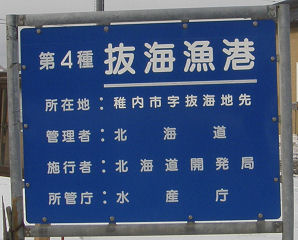 第4種 抜海漁港
所在地：稚内市字抜海地先
管理者：北海道
施行者：北海道開発局
所管庁：水産庁